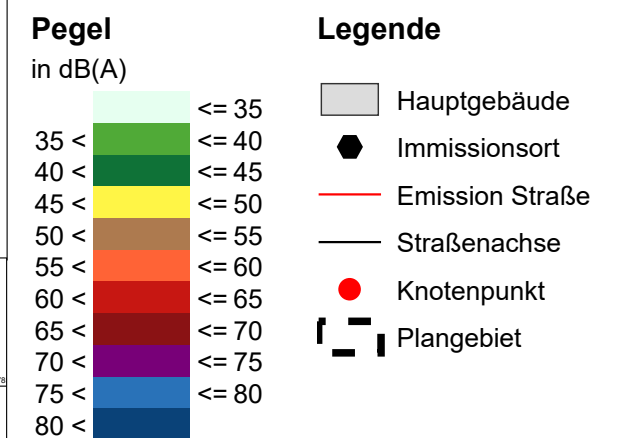 Pegel
in dB(A)
<= 35
35 < <= 40
40 < <= 45
45 < <= 50
50 < <= 55
55 < <= 60
60 < <= 65
65 < <= 70
70 < <= 75
75 < <= 80
80 <
Legende
Hauptgebäude
Immissionsort
Emission Straße
Straßenachse
Knotenpunkt
Plangebiet